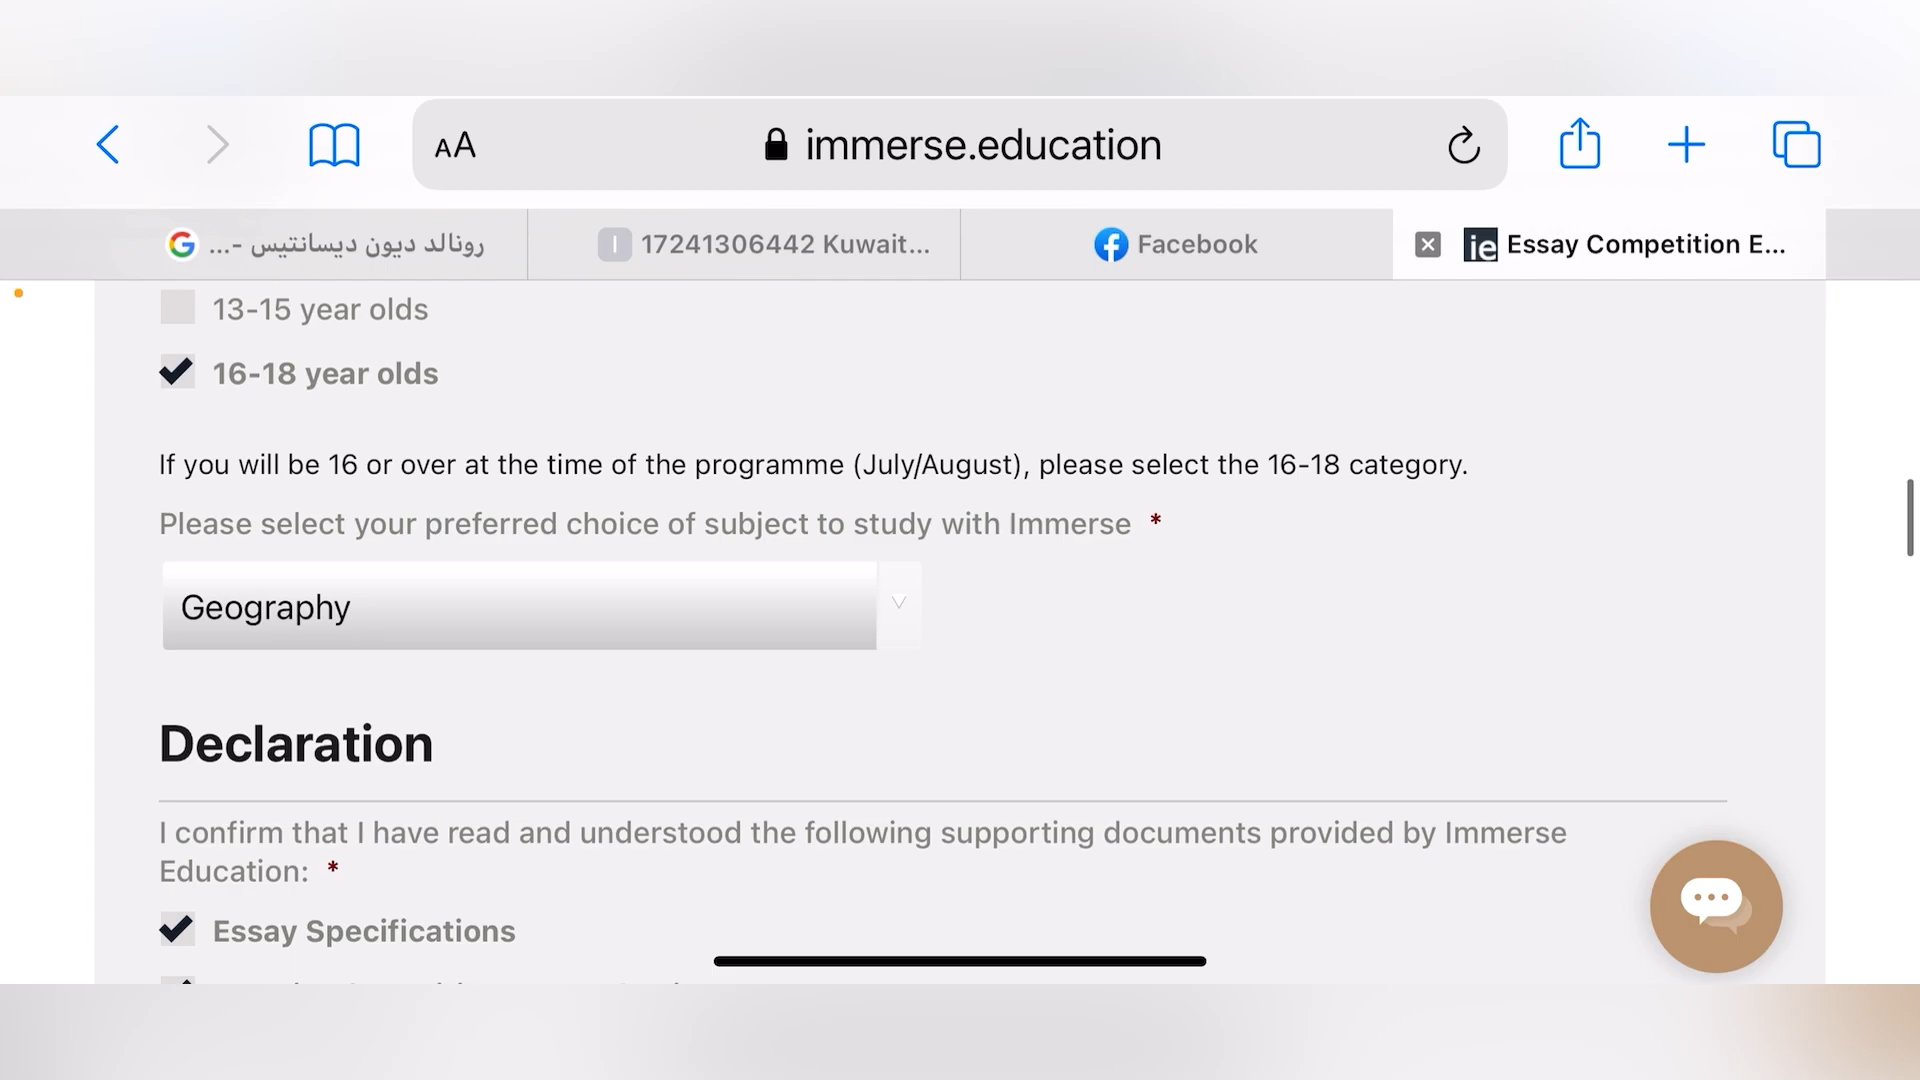 AA
immerse.education
رونالد ديون ديسانتيس -...
I 17241306442 Kuwait...
Facebook
ie Essay Competition E...
13-15 year olds
16-18 year olds
If you will be 16 or over at the time of the programme (July/August), please select the 16-18 category.
Please select your preferred choice of subject to study with Immerse *
Geography
Declaration
I confirm that I have read and understood the following supporting documents provided by Immerse
Education: *
Essay Specifications